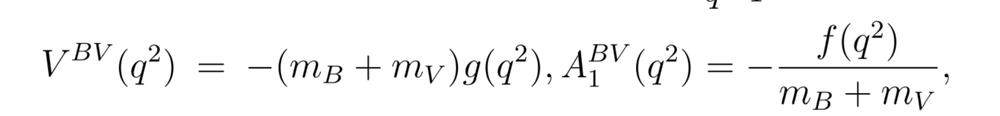 V^{BV}(q^2) = -(m_B + m_V)g(q^2), A_1^{BV}(q^2) = -\frac{f(q^2)}{m_B + m_V},